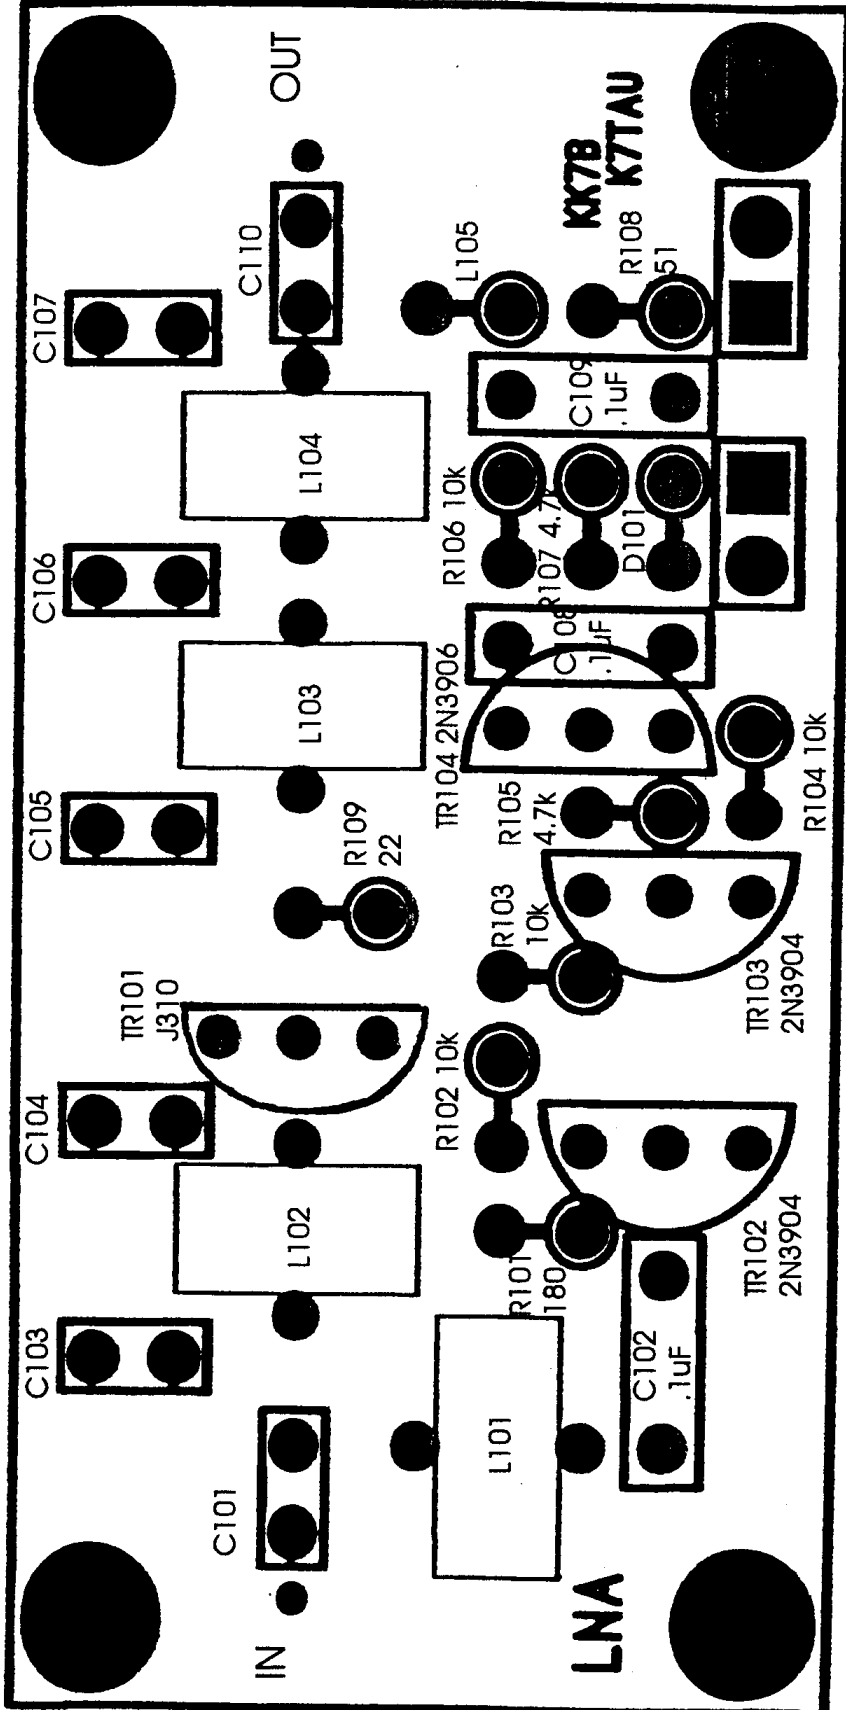 OUT
KK7B
K7TAU
C107
C110
L105
R108
51
L104
C109
.1uF
R106 10k
R107 4.7k
D101
C106
C108
.1uF
L103
TR104 2N3906
C105
R109
22
R105
4.7k
R104 10k
R103
10k
TR101
J310
TR103
2N3904
C104
R102 10k
L102
R101
180
TR102
2N3904
C103
C102
.1uF
L101
C101
IN
LNA